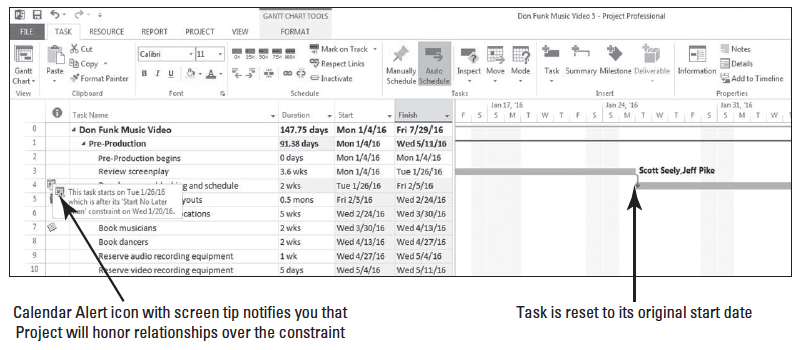 GANTT CHART TOOLS
Don Funk Music Video 5 - Project Professional
FILE TASK RESOURCE REPORT PROJECT VIEW FORMAT
Gantt Chart
View
Paste
Cut
Copy
Format Painter
Clipboard
Calibri 11
B I U A
Font
0% 25% 50% 75% 100%
Mark on Track
Respect Links
Inactivate
Schedule
Manually Schedule
Auto Schedule
Inspect Move Mode
Tasks
Task Summary Milestone Deliverable
Insert
Information
Notes
Details
Add to Timeline
Properties
Task Name Duration Start Finish
Jan 17, '16 Jan 24, '16 Jan 31, '16
F S S M T W T F S S M T W T F S S M T W
0 Don Funk Music Video 147.75 days Mon 1/4/16 Fri 7/29/16
1 Pre-Production 91.38 days Mon 1/4/16 Wed 5/11/16
2 Pre-Production begins 0 days Mon 1/4/16 Mon 1/4/16
3 Review screenplay 3.6 wks Mon 1/4/16 Tue 1/26/16
Scott Seely,Jeff Pike
4 ng and schedule 2 wks Tue 1/26/16 Fri 2/5/16
5 youts 0.5 mons Fri 2/5/16 Wed 2/24/16
6 cations 5 wks Wed 2/24/16 Wed 3/30/16
This task starts on Tue 1/26/16
which is after its 'Start No Later
constraint on Wed 1/20/16.
7 Book musicians 2 wks Wed 3/30/16 Wed 4/13/16
8 Book dancers 2 wks Wed 4/13/16 Wed 4/27/16
9 Reserve audio recording equipment 1 wk Wed 4/27/16 Wed 5/4/16
10 Reserve video recording equipment 5 days Wed 5/4/16 Wed 5/11/16
Calendar Alert icon with screen tip notifies you that
Project will honor relationships over the constraint
Task is reset to its original start date